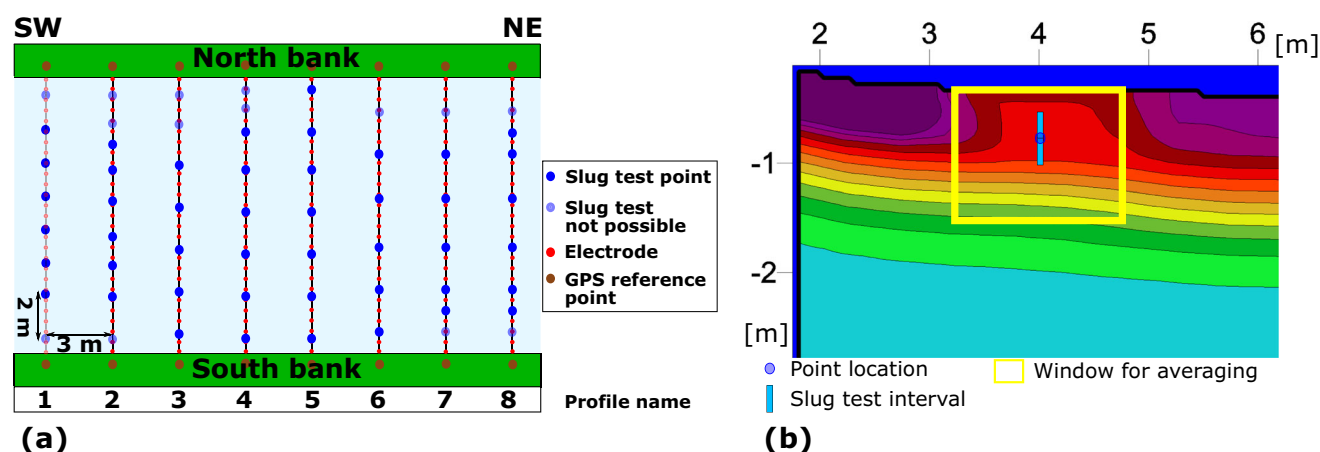 SW NE
North bank
2 m
3 m
South bank
1 2 3 4 5 6 7 8 Profile name
(a)
Slug test point
Slug test
not possible
Electrode
GPS reference
point
2 3 4 5 6 [m]
-1
-2
[m]
Point location
Window for averaging
Slug test interval
(b)